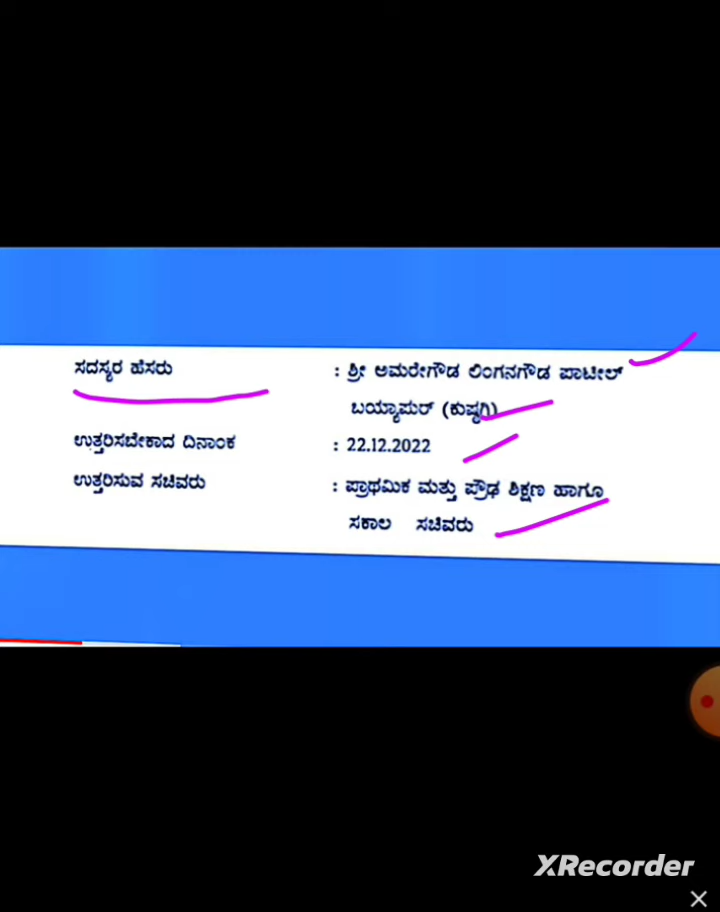 ಸದಸ್ಯರ ಹೆಸರು : ಶ್ರೀ ಅಮರೇಗೌಡ ಲಿಂಗನಗೌಡ ಪಾಟೀಲ್
ಬಯ್ಯಾಪುರ್ (ಕುಷ್ಟಗಿ)
ಉತ್ತರಿಸಬೇಕಾದ ದಿನಾಂಕ : 22.12.2022
ಉತ್ತರಿಸುವ ಸಚಿವರು : ಪ್ರಾಥಮಿಕ ಮತ್ತು ಪ್ರೌಢ ಶಿಕ್ಷಣ ಹಾಗೂ
ಸಕಾಲ ಸಚಿವರು
XRecorder